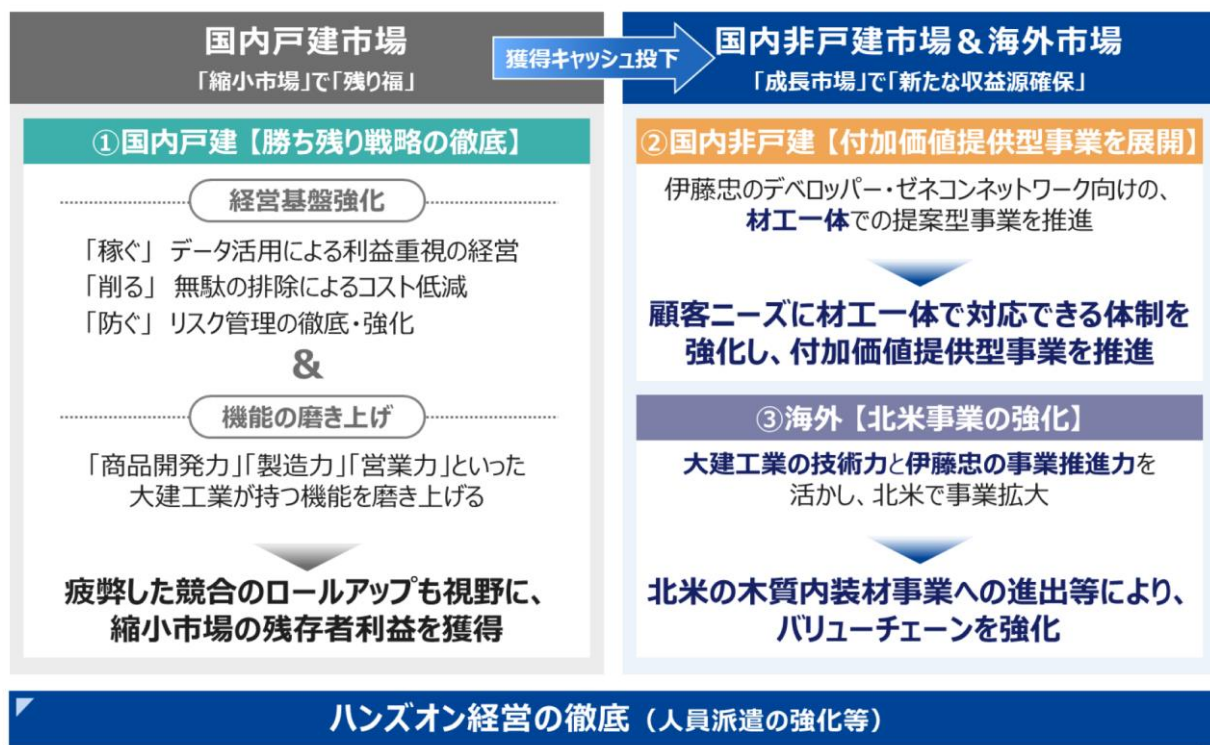 国内戸建市場
「縮小市場」で「残り福」
獲得キャッシュ投下
国内非戸建市場＆海外市場
「成長市場」で「新たな収益源確保」
①国内戸建【勝ち残り戦略の徹底】
経営基盤強化
「稼ぐ」 データ活用による利益重視の経営
「削る」 無駄の排除によるコスト低減
「防ぐ」 リスク管理の徹底・強化
&
機能の磨き上げ
「商品開発力」「製造力」「営業力」といった
大建工業が持つ機能を磨き上げる
疲弊した競合のロールアップも視野に、
縮小市場の残存者利益を獲得
②国内非戸建【付加価値提供型事業を展開】
伊藤忠のデベロッパー・ゼネコンネットワーク向けの、
材工一体での提案型事業を推進
顧客ニーズに材工一体で対応できる体制を
強化し、付加価値提供型事業を推進
③海外【北米事業の強化】
大建工業の技術力と伊藤忠の事業推進力を
活かし、北米で事業拡大
北米の木質内装材事業への進出等により、
バリューチェーンを強化
ハンズオン経営の徹底（人員派遣の強化等）